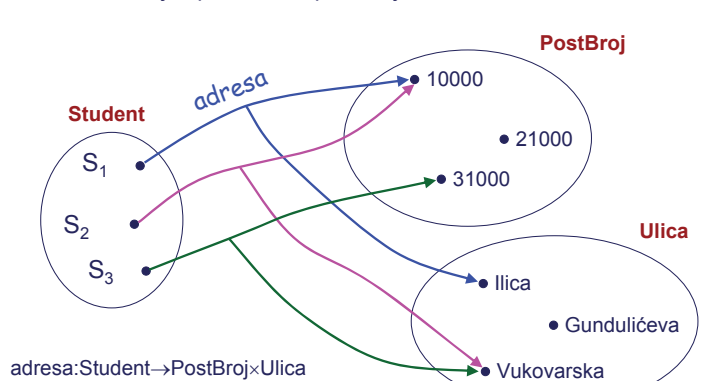 PostBroj
adresa
10000
Student
S1
21000
31000
S2
Ulica
S3
Ilica
Gundulićeva
adresa:Student→PostBroj×Ulica
Vukovarska